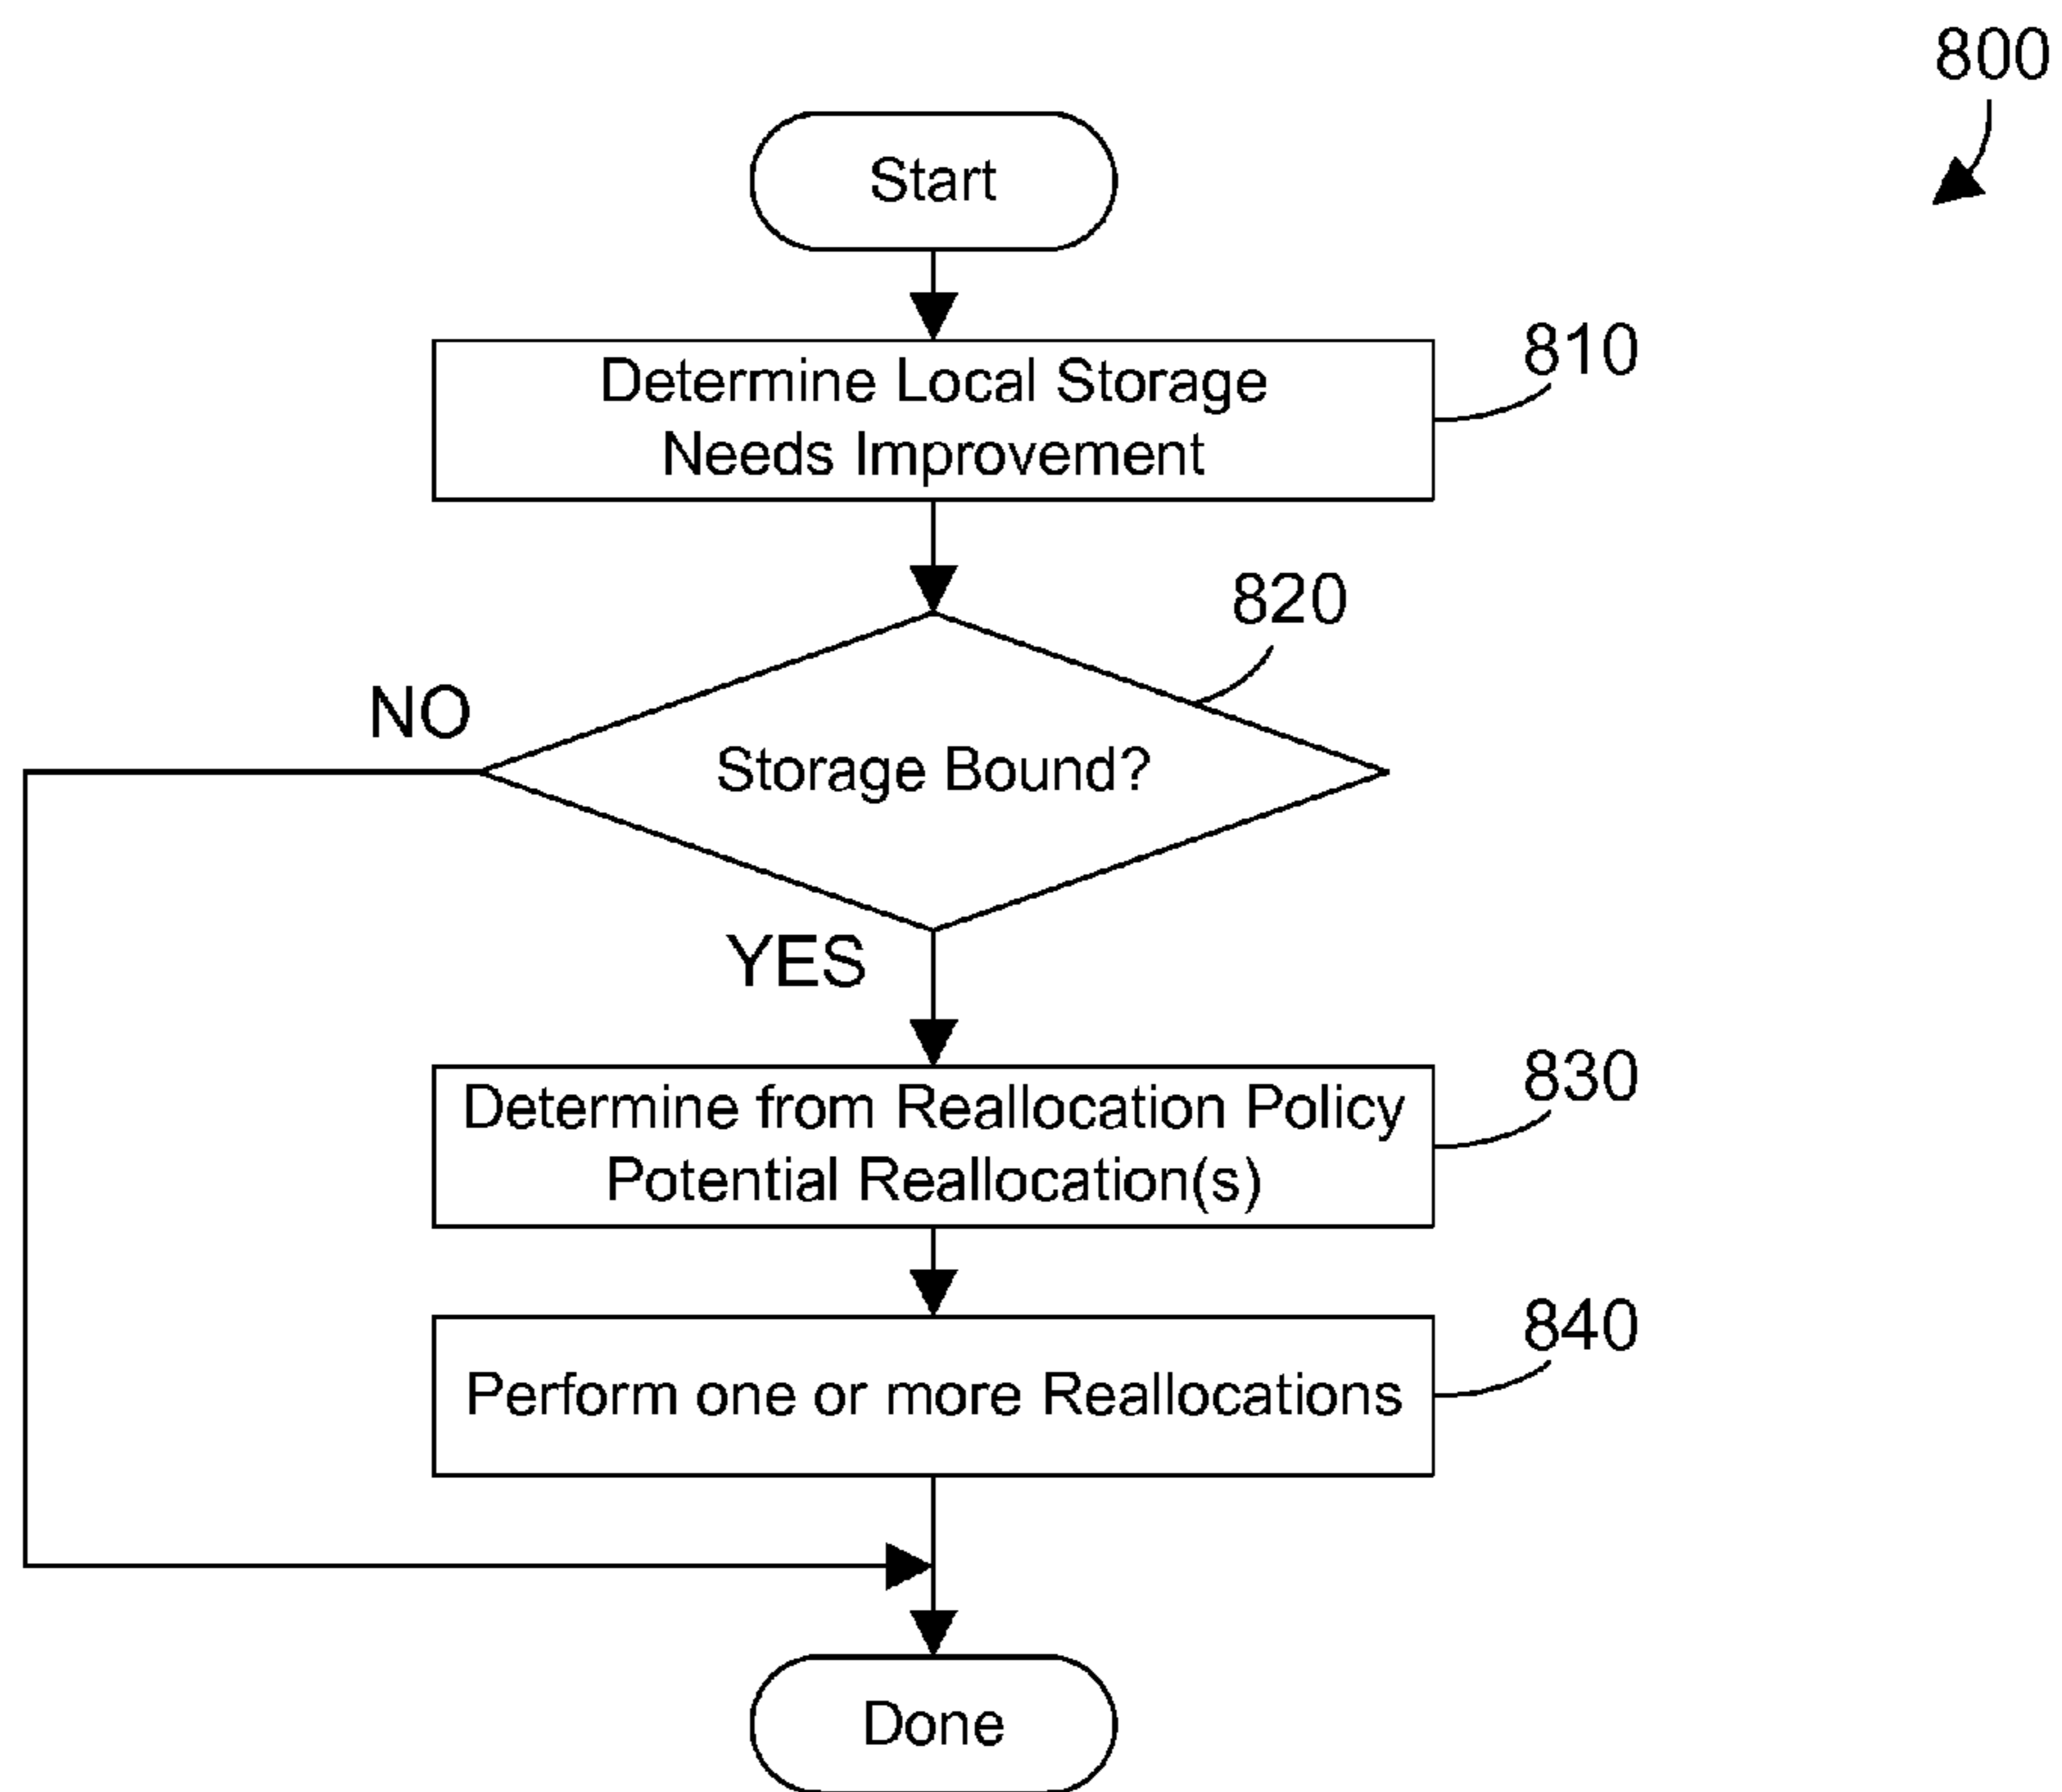 800
Start
Determine Local Storage
Needs Improvement
810
820
NO
Storage Bound?
YES
Determine from Reallocation Policy
Potential Reallocation(s)
830
Perform one or more Reallocations
840
Done